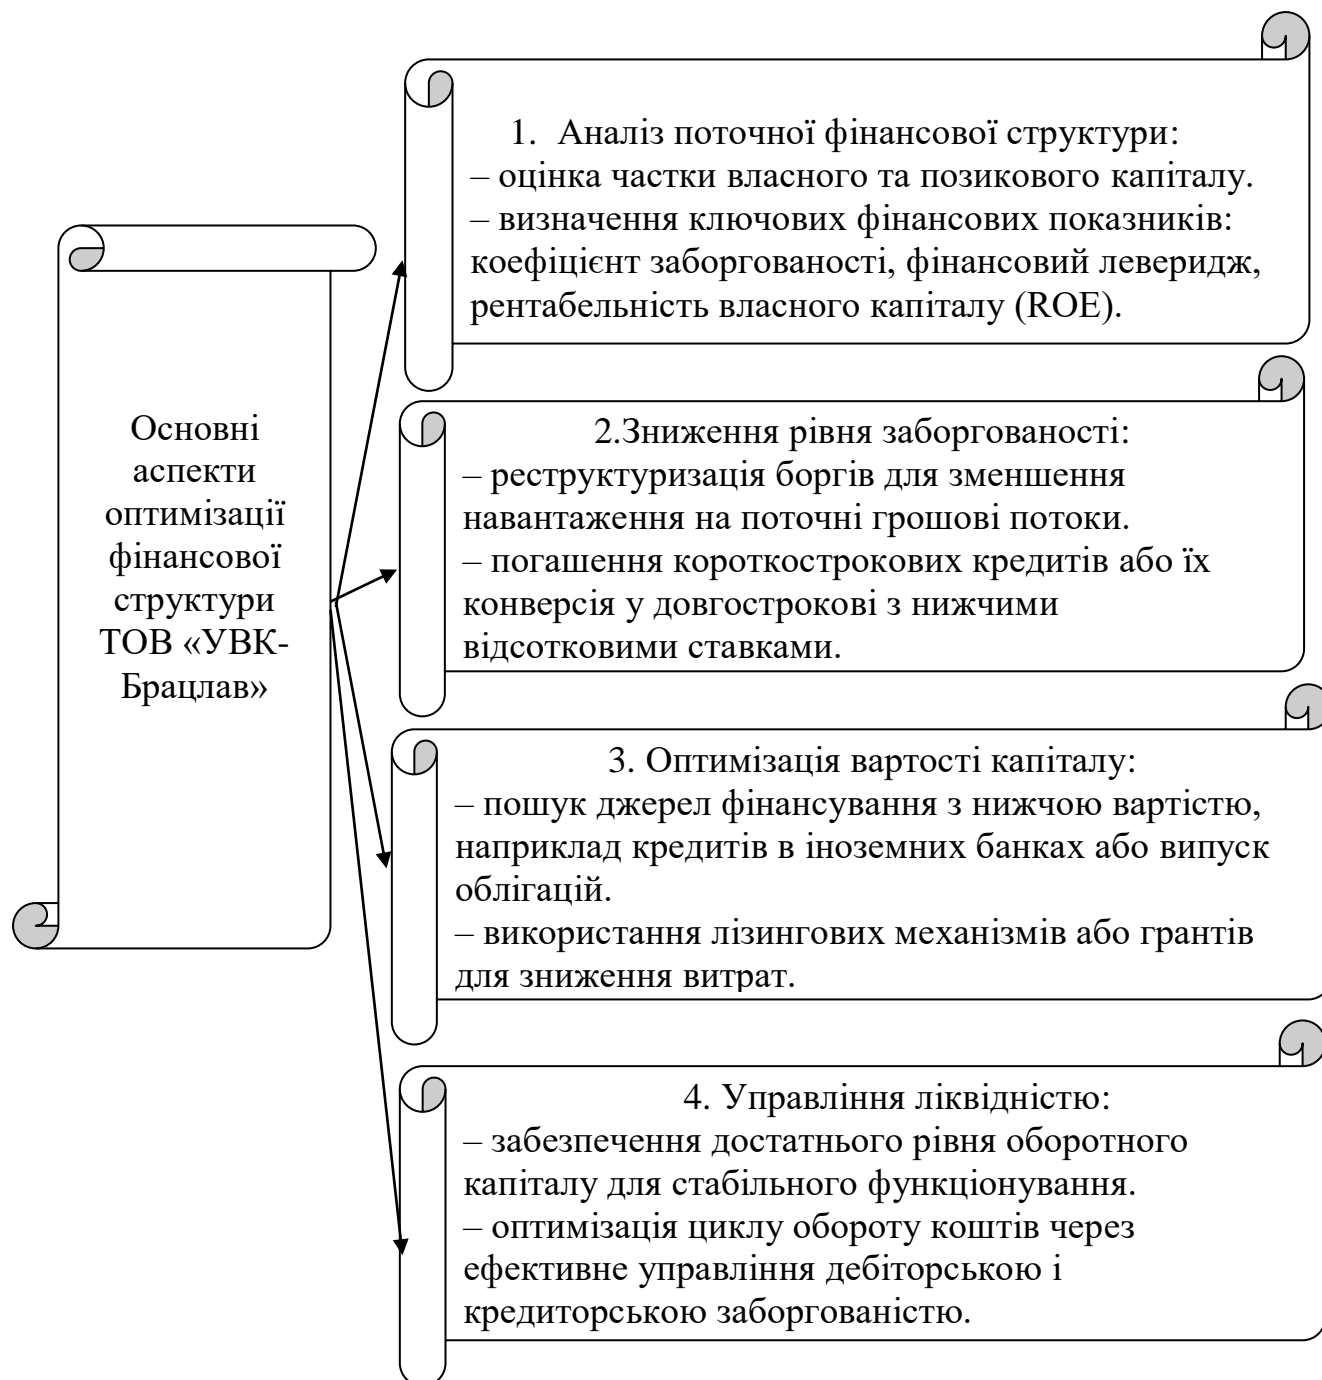 Основні
аспекти
оптимізації
фінансової
структури
ТОВ «УВК-
Брацлав»
1. Аналіз поточної фінансової структури:
– оцінка частки власного та позикового капіталу.
– визначення ключових фінансових показників:
коефіцієнт заборгованості, фінансовий леверидж,
рентабельність власного капіталу (ROE).
2.Зниження рівня заборгованості:
– реструктуризація боргів для зменшення
навантаження на поточні грошові потоки.
– погашення короткострокових кредитів або їх
конверсія у довгострокові з нижчими
відсотковими ставками.
3. Оптимізація вартості капіталу:
– пошук джерел фінансування з нижчою вартістю,
наприклад кредитів в іноземних банках або випуск
облігацій.
– використання лізингових механізмів або грантів
для зниження витрат.
4. Управління ліквідністю:
– забезпечення достатнього рівня оборотного
капіталу для стабільного функціонування.
– оптимізація циклу обороту коштів через
ефективне управління дебіторською і
кредиторською заборгованістю.